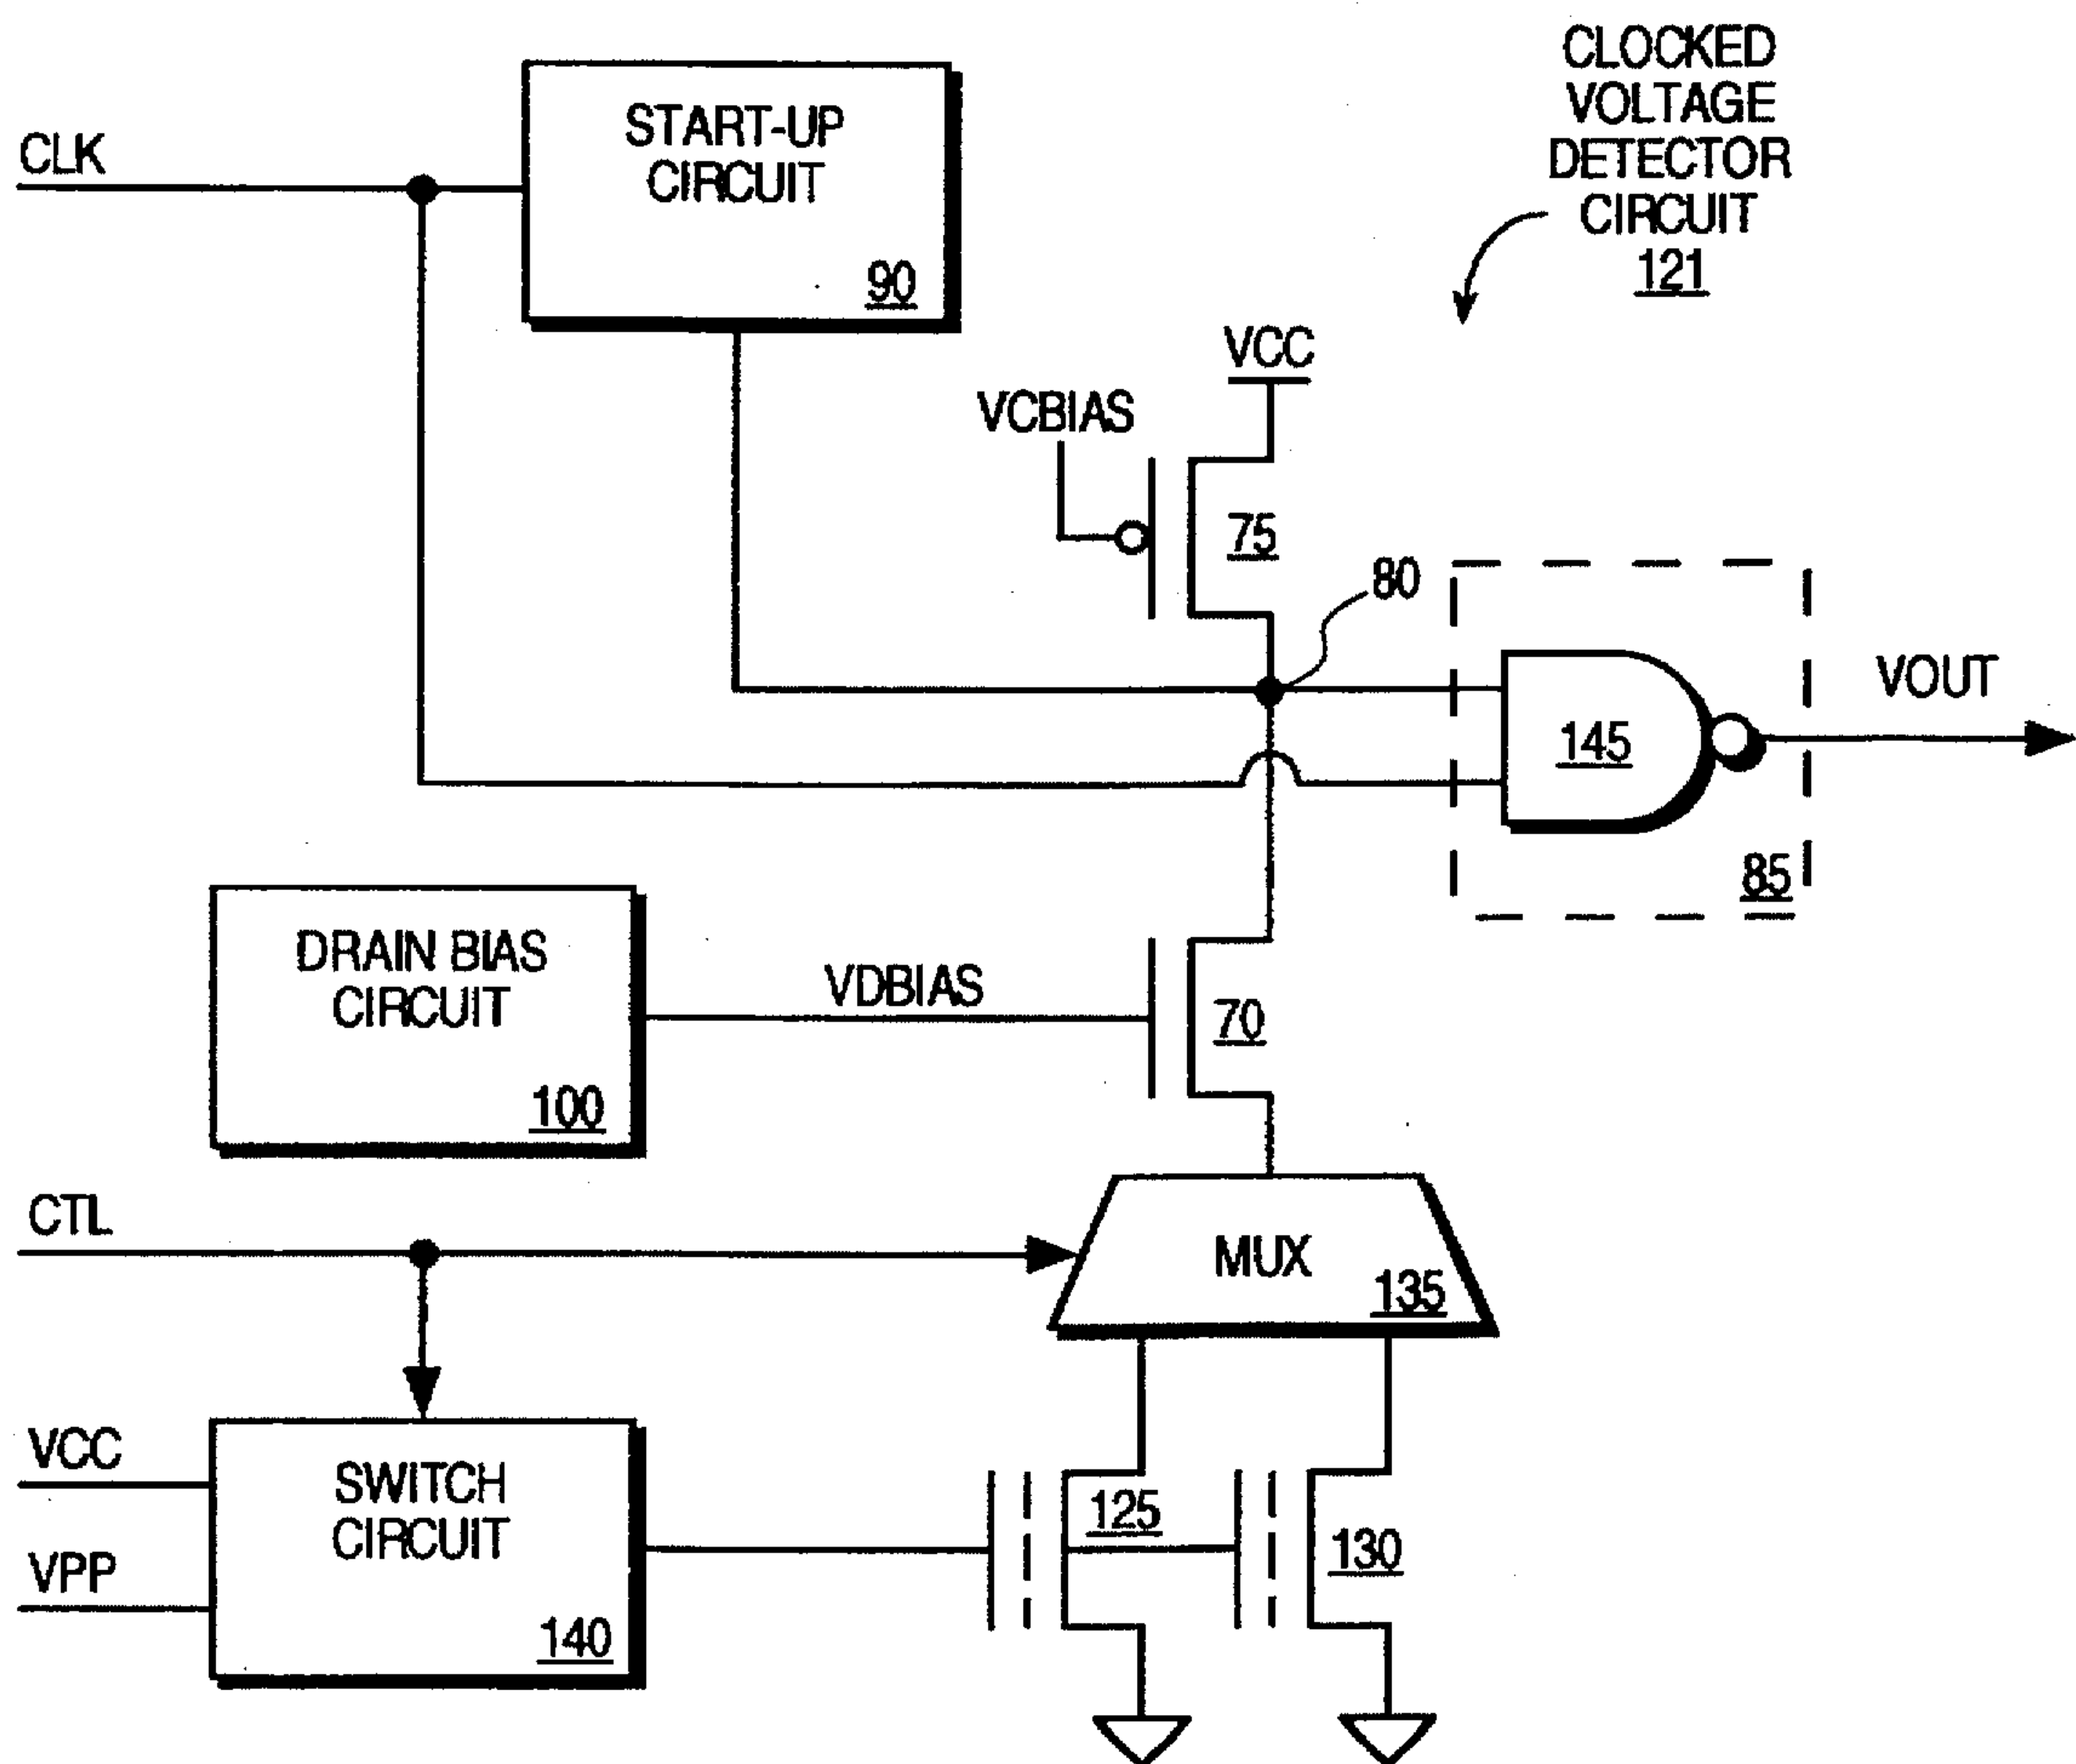 CLOCKED
VOLTAGE
DETECTOR
CIRCUIT
121
CLK
START-UP
CIRCUIT
90
VCC
VCBIAS
75
80
145
VOUT
85
DRAIN BIAS
CIRCUIT
100
VDBIAS
70
CTL
MUX
135
VCC
VPP
SWITCH
CIRCUIT
140
125
130